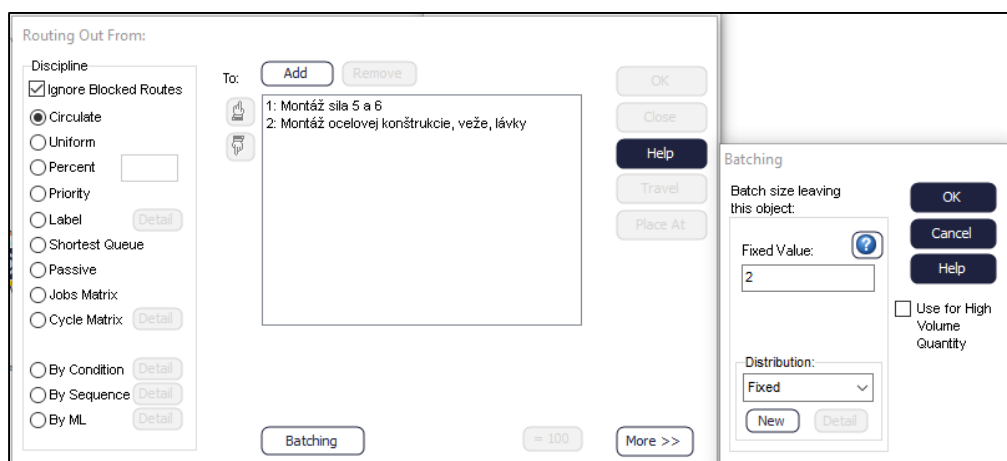 Routing Out From:
Discipline
Ignore Blocked Routes
Circulate
Uniform
Percent
Priority
Label
Detail
Shortest Queue
Passive
Jobs Matrix
Cycle Matrix
Detail
By Condition
Detail
By Sequence
Detail
By ML
Detail
To:
Add
Remove
1: Montáž sila 5 a 6
2: Montáž ocelovej konštrukcie, veže, lávky
Batching
= 100
OK
Close
Help
Travel
Place At
More >>
Batching
Batch size leaving
this object:
Fixed Value:
?
2
Distribution:
Fixed
New
Detail
OK
Cancel
Help
Use for High
Volume
Quantity